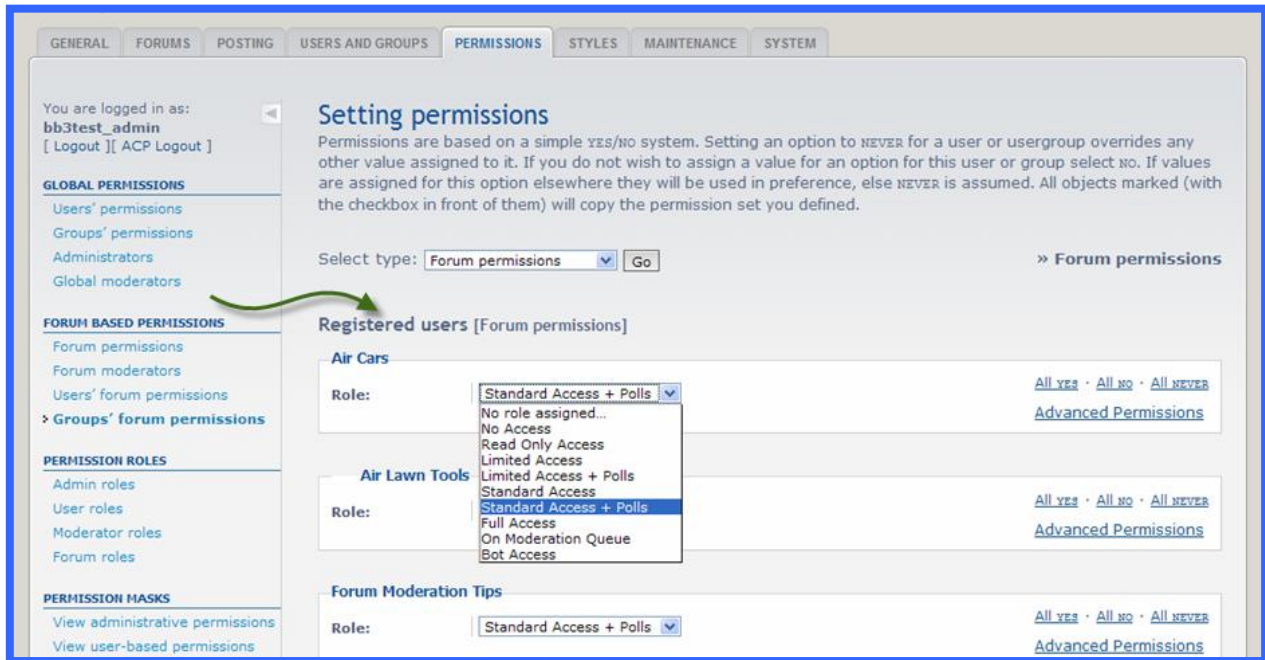 GENERAL FORUMS POSTING USERS AND GROUPS PERMISSIONS STYLES MAINTENANCE SYSTEM
You are logged in as:
bb3test_admin
[ Logout ][ ACP Logout ]
GLOBAL PERMISSIONS
Users' permissions
Groups' permissions
Administrators
Global moderators
FORUM BASED PERMISSIONS
Forum permissions
Forum moderators
Users' forum permissions
Groups' forum permissions
PERMISSION ROLES
Admin roles
User roles
Moderator roles
Forum roles
PERMISSION MASKS
View administrative permissions
View user-based permissions
Setting permissions
Permissions are based on a simple YES/NO system. Setting an option to NEVER for a user or usergroup overrides any
other value assigned to it. If you do not wish to assign a value for an option for this user or group select NO. If values
are assigned for this option elsewhere they will be used in preference, else NEVER is assumed. All objects marked (with
the checkbox in front of them) will copy the permission set you defined.
Select type: Forum permissions Go » Forum permissions
Registered users [Forum permissions]
Air Cars
Role: Standard Access + Polls
All YES · All NO · All NEVER
Advanced Permissions
No role assigned...
No Access
Read Only Access
Limited Access
Limited Access + Polls
Standard Access
Standard Access + Polls
Full Access
On Moderation Queue
Bot Access
Air Lawn Tools
Role:
All YES · All NO · All NEVER
Advanced Permissions
Forum Moderation Tips
Role: Standard Access + Polls
All YES · All NO · All NEVER
Advanced Permissions